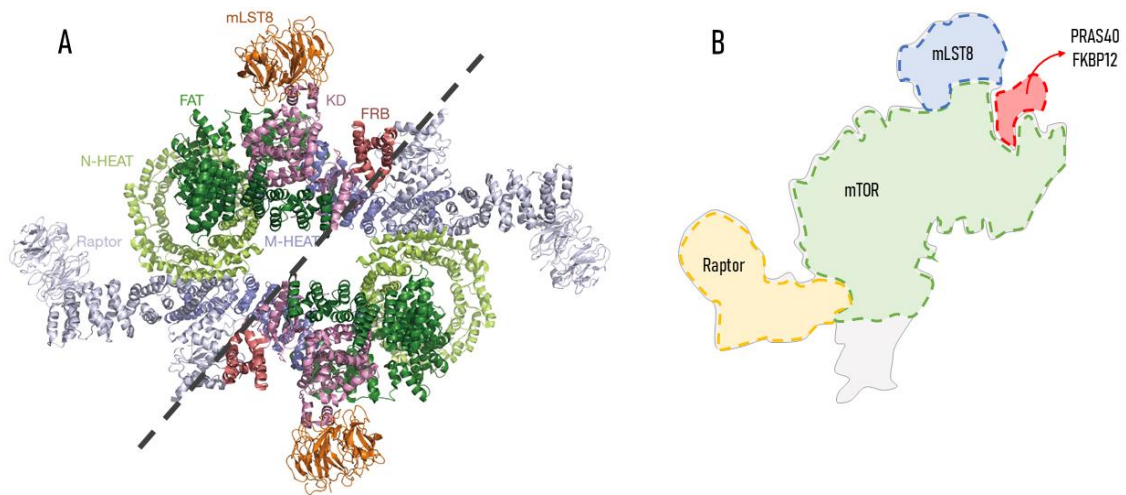 A
mLST8
FAT
KD
FRB
N-HEAT
Raptor
M-HEAT
B
PRAS40
FKBP12
mLST8
mTOR
Raptor